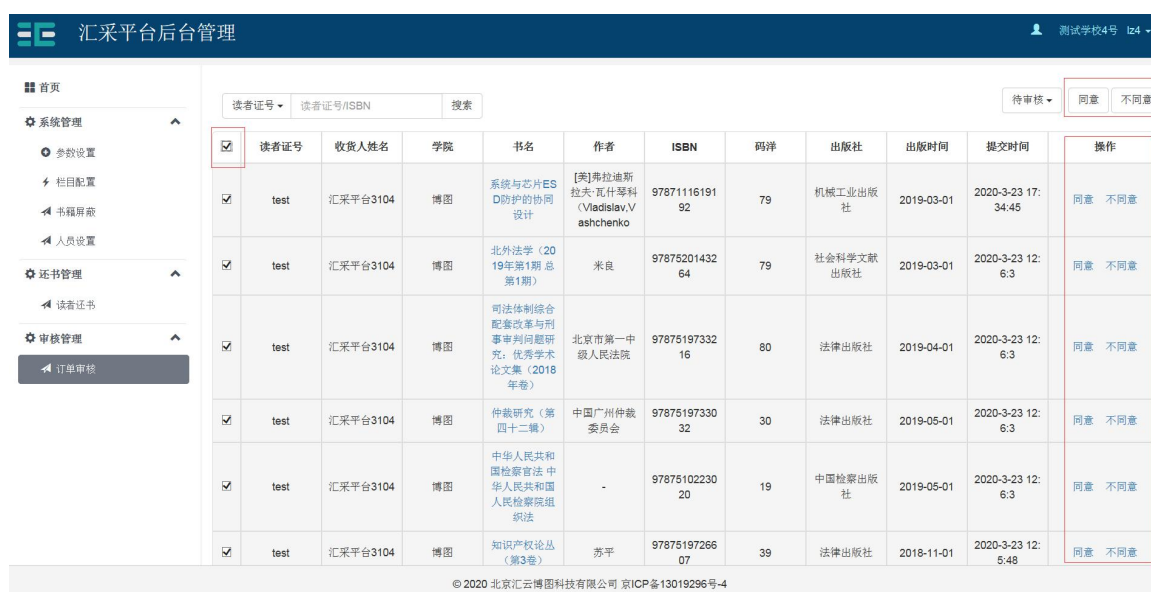 汇采平台后台管理
测试学校4号 lz4
首页
系统管理
参数设置
栏目配置
书籍屏蔽
人员设置
还书管理
读者还书
审核管理
订单审核
读者证号 读者证号/ISBN 搜索 待审核 同意 不同意
读者证号 收货人姓名 学院 书名 作者 ISBN 码洋 出版社 出版时间 提交时间 操作
test 汇采平台3104 博图
系统与芯片ES
D防护的协同
设计
[美]弗拉迪斯
拉夫·瓦什琴科
(Vladislav,V
ashchenko
97871116191
92
79
机械工业出版
社
2019-03-01
2020-3-23 17:
34:45
同意 不同意
test 汇采平台3104 博图
北外法学（20
19年第1期 总
第1期）
米良
97875201432
64
79
社会科学文献
出版社
2019-03-01
2020-3-23 12:
6:3
同意 不同意
test 汇采平台3104 博图
司法体制综合
配套改革与刑
事审判问题研
究：优秀学术
论文集（2018
年卷）
北京市第一中
级人民法院
97875197332
16
80
法律出版社
2019-04-01
2020-3-23 12:
6:3
同意 不同意
test 汇采平台3104 博图
仲裁研究（第
四十二辑）
中国广州仲裁
委员会
97875197330
32
30
法律出版社
2019-05-01
2020-3-23 12:
6:3
同意 不同意
test 汇采平台3104 博图
中华人民共和
国检察官法 中
华人民共和国
人民检察院组
织法
-
97875102230
20
19
中国检察出版
社
2019-05-01
2020-3-23 12:
6:3
同意 不同意
test 汇采平台3104 博图
知识产权论丛
（第3卷）
苏平
97875197266
07
39
法律出版社
2018-11-01
2020-3-23 12:
5:48
同意 不同意
© 2020 北京汇云博图科技有限公司 京ICP备13019296号-4